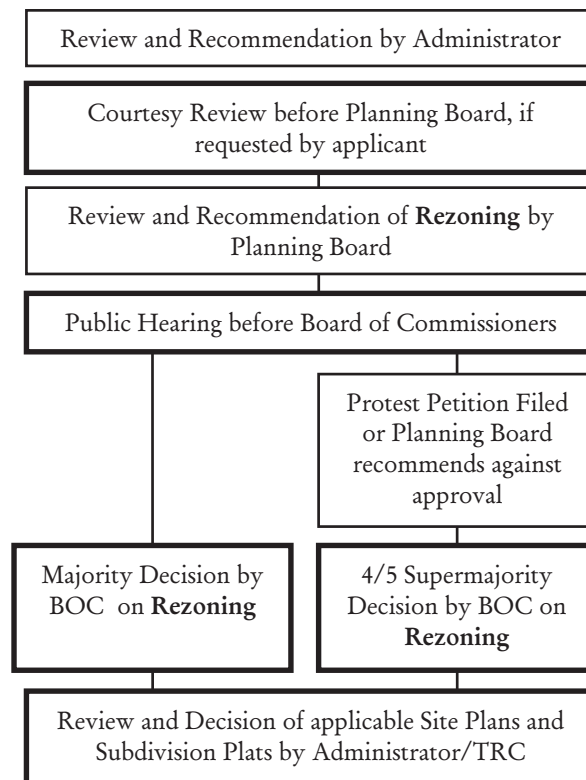 Review and Recommendation by Administrator
Courtesy Review before Planning Board, if
requested by applicant
Review and Recommendation of Rezoning by
Planning Board
Public Hearing before Board of Commissioners
Protest Petition Filed
or Planning Board
recommends against
approval
Majority Decision by
BOC on Rezoning
4/5 Supermajority
Decision by BOC on
Rezoning
Review and Decision of applicable Site Plans and
Subdivision Plats by Administrator/TRC